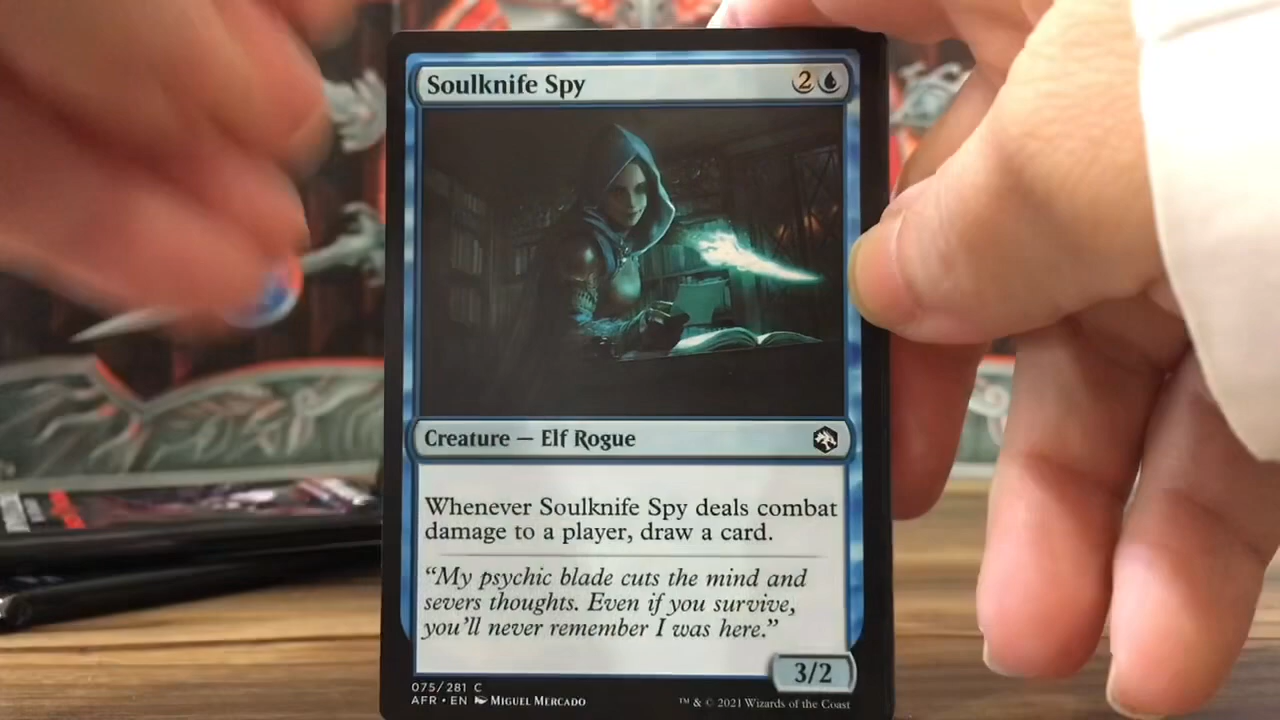 Soulknife Spy
2
Creature — Elf Rogue
Whenever Soulknife Spy deals combat
damage to a player, draw a card.
“My psychic blade cuts the mind and
severs thoughts. Even if you survive,
you’ll never remember I was here.”
3/2
075/281 C
AFR • EN Miguel Mercado
™ & © 2021 Wizards of the Coast